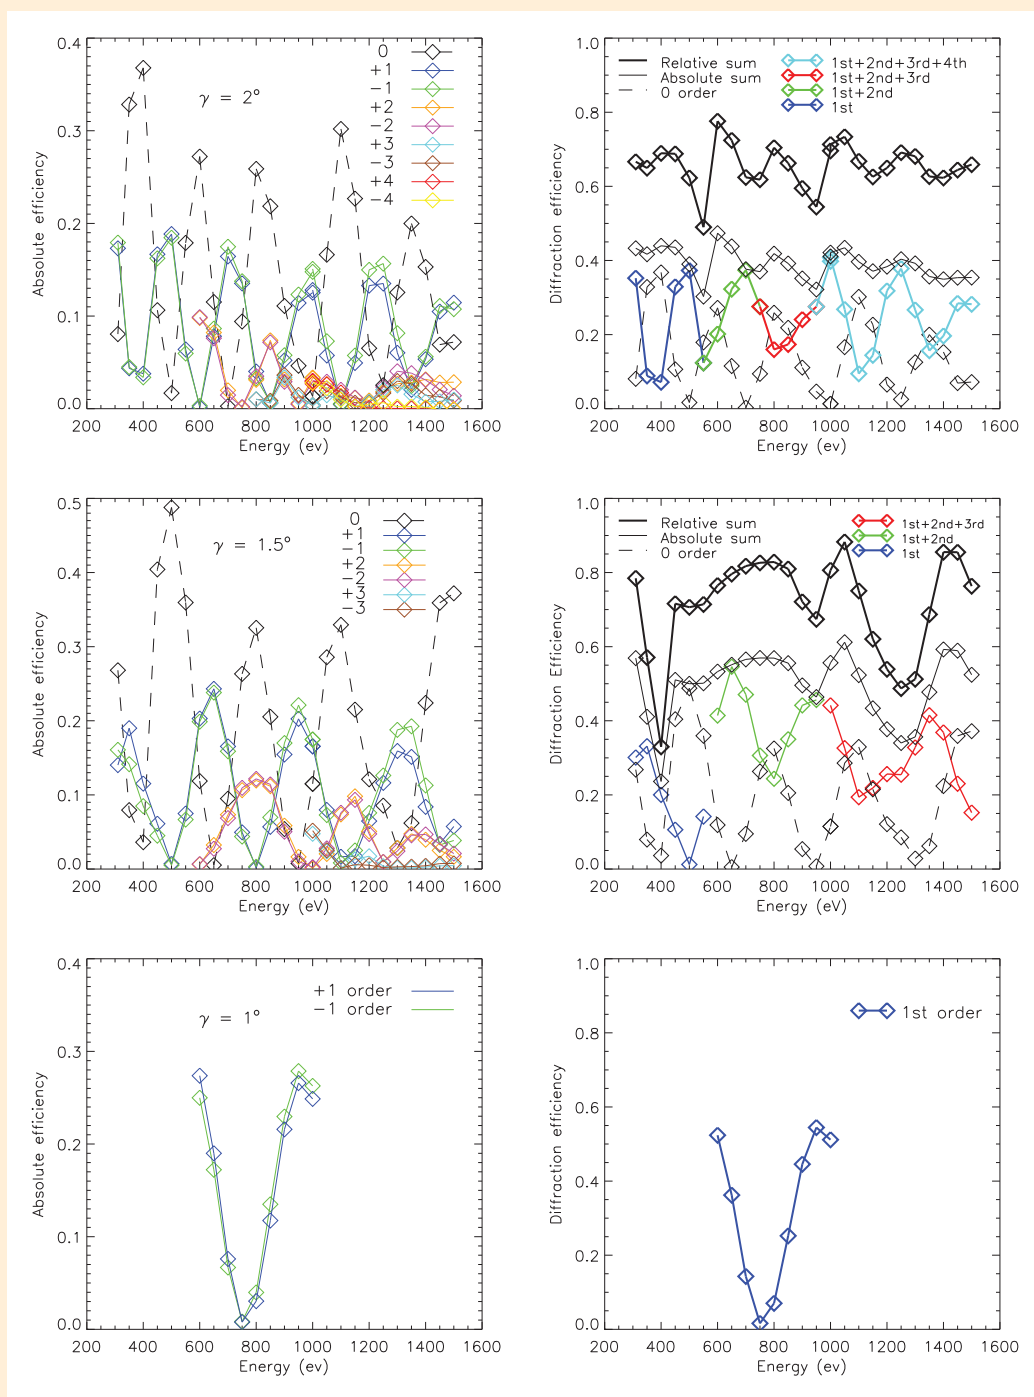 0.4
0.3
0.2
0.1
0.0
200 400 600 800 1000 1200 1400 1600
Energy (ev)
Absolute efficiency
γ = 2°
0
+1
−1
+2
−2
+3
−3
+4
−4
1.0
0.8
0.6
0.4
0.2
0.0
200 400 600 800 1000 1200 1400 1600
Energy (ev)
Diffraction efficiency
Relative sum
Absolute sum
0 order
1st+2nd+3rd+4th
1st+2nd+3rd
1st+2nd
1st
0.5
0.4
0.3
0.2
0.1
0.0
200 400 600 800 1000 1200 1400 1600
Energy (eV)
Absolute efficiency
γ = 1.5°
0
+1
−1
+2
−2
+3
−3
1.0
0.8
0.6
0.4
0.2
0.0
200 400 600 800 1000 1200 1400 1600
Energy (eV)
Diffraction Efficiency
Relative sum
Absolute sum
0 order
1st+2nd+3rd
1st+2nd
1st
0.4
0.3
0.2
0.1
0.0
200 400 600 800 1000 1200 1400 1600
Energy (ev)
Absolute efficiency
γ = 1°
+1 order
−1 order
1.0
0.8
0.6
0.4
0.2
0.0
200 400 600 800 1000 1200 1400 1600
Energy (ev)
Diffraction efficiency
1st order